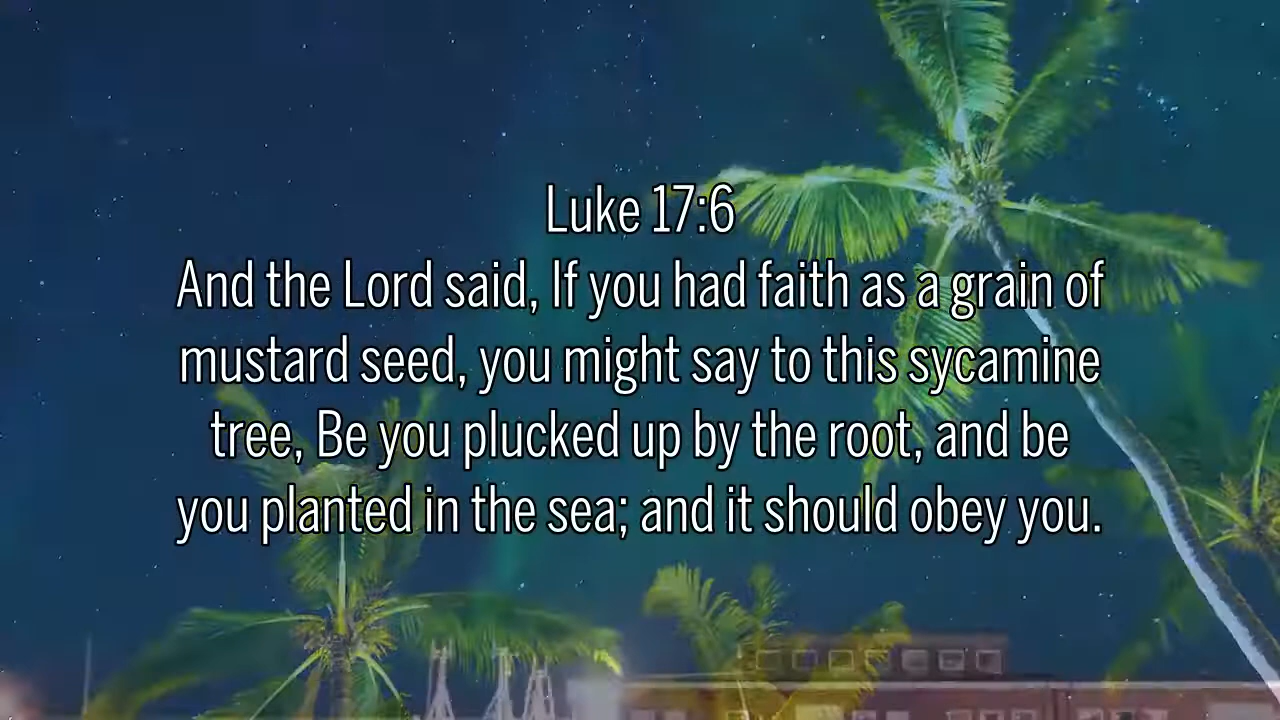 Luke 17:6
And the Lord said, If you had faith as a grain of
mustard seed, you might say to this sycamine
tree, Be you plucked up by the root, and be
you planted in the sea; and it should obey you.